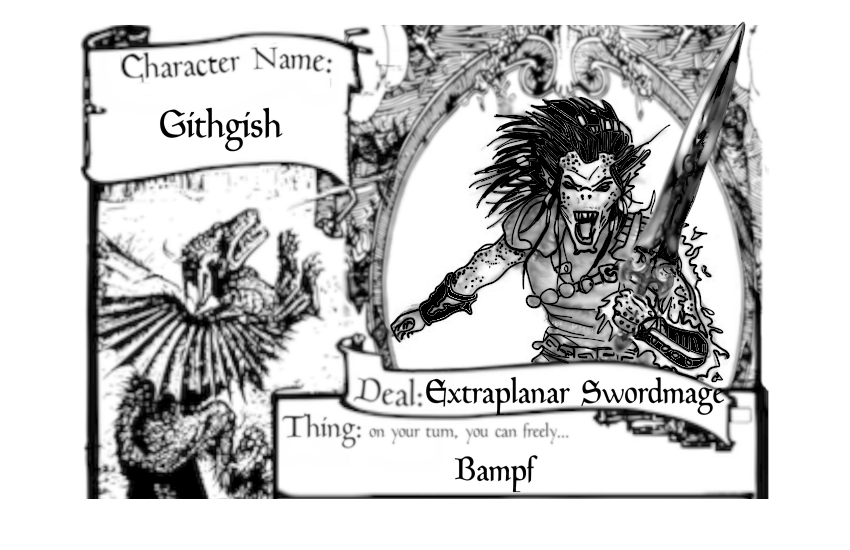 Character Name:
Githgish
Deal: Extraplanar Swordmage
Thing: on your turn, you can freely...
Bampf